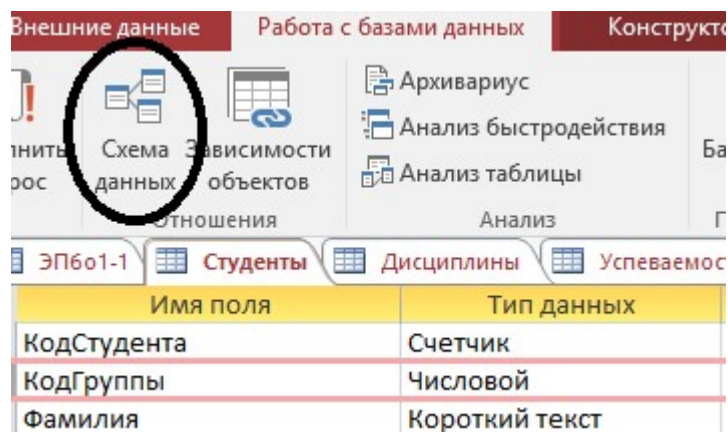 Внешние данные Работа с базами данных
Архивариус
Анализ быстродействия
Схема Зависимости
данных объектов
Анализ таблицы
Отношения Анализ
ЭП6о1-1 Студенты Дисциплины
Имя поля Тип данных
КодСтудента Счетчик
КодГруппы Числовой
Фамилия Короткий текст